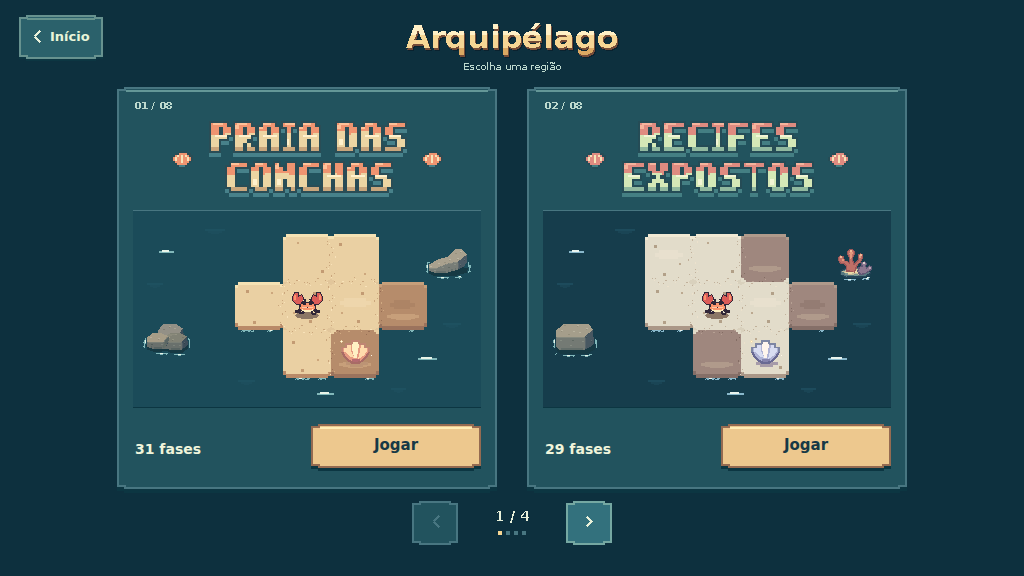 Início
Arquipélago
Escolha uma região
01 / 08
PRAIA DAS
CONCHAS
31 fases
Jogar
02 / 08
RECIFES
EXPOSTOS
29 fases
Jogar
1 / 4